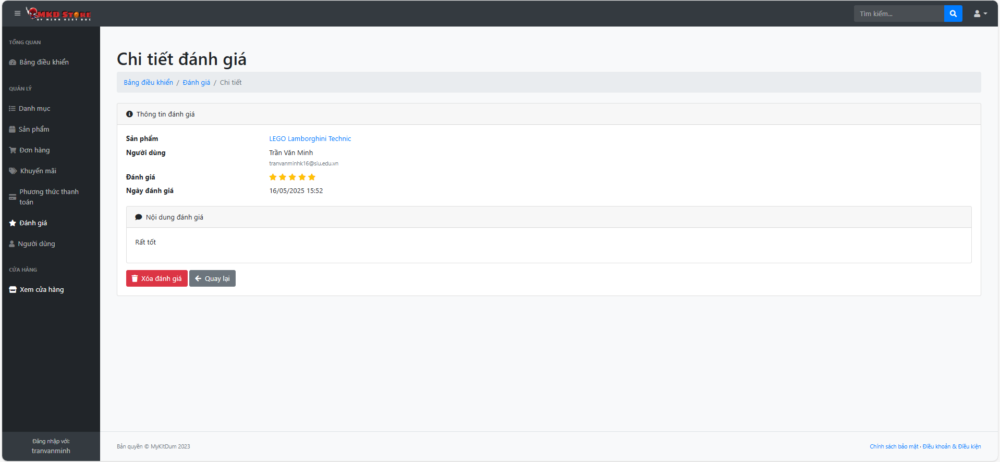 MKD Store
BY MINH KIET DUC
Tìm kiếm...
TỔNG QUAN
Bảng điều khiển
QUẢN LÝ
Danh mục
Sản phẩm
Đơn hàng
Khuyến mãi
Phương thức thanh
toán
Đánh giá
Người dùng
CỬA HÀNG
Xem cửa hàng
Đăng nhập với:
tranvanminh
Chi tiết đánh giá
Bảng điều khiển / Đánh giá / Chi tiết
Thông tin đánh giá
Sản phẩm LEGO Lamborghini Technic
Người dùng Trần Văn Minh
tranvanminhk16@siu.edu.vn
Đánh giá
Ngày đánh giá 16/05/2025 15:52
Nội dung đánh giá
Rất tốt
Xóa đánh giá Quay lại
Bản quyền © MyKitDum 2023 Chính sách bảo mật · Điều khoản & Điều kiện